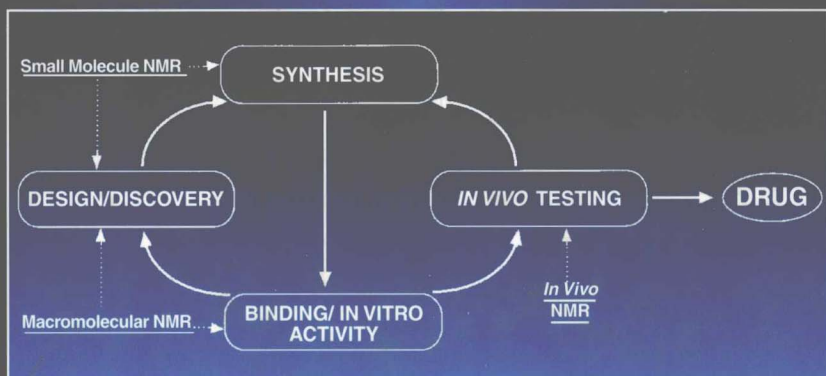 Small Molecule NMR
SYNTHESIS
DESIGN/DISCOVERY
IN VIVO TESTING
DRUG
Macromolecular NMR
BINDING/ IN VITRO
ACTIVITY
In Vivo
NMR